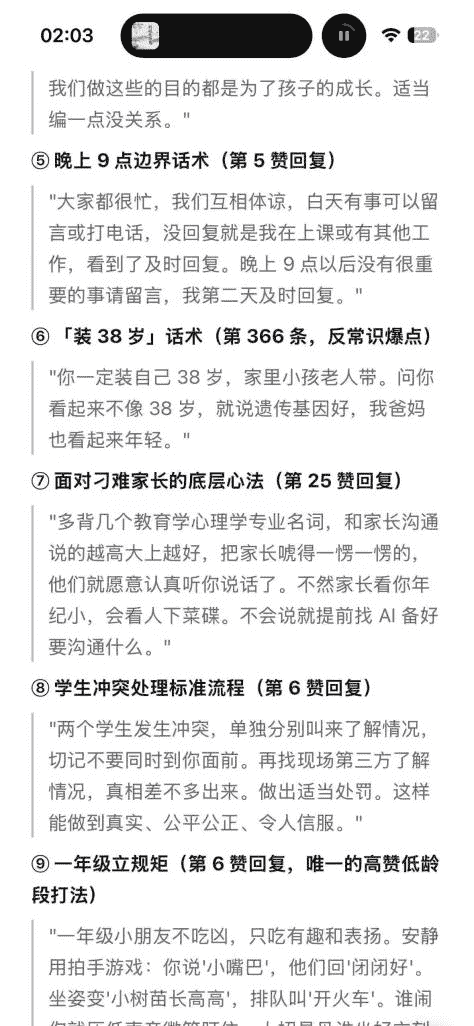 02:03
22
我们做这些的目的都是为了孩子的成长。适当
编一点没关系。"
⑤ 晚上 9 点边界话术（第 5 赞回复）
"大家都很忙，我们互相体谅，白天有事可以留
言或打电话，没回复就是我在上课或有其他工
作，看到了及时回复。晚上 9 点以后没有很重
要的事请留言，我第二天及时回复。"
⑥ 「装 38 岁」话术（第 366 条，反常识爆点）
"你一定装自己 38 岁，家里小孩老人带。问你
看起来不像 38 岁，就说遗传基因好，我爸妈
也看起来年轻。"
⑦ 面对刁难家长的底层心法（第 25 赞回复）
"多背几个教育学心理学专业名词，和家长沟通
说的越高大上越好，把家长唬得一愣一愣的，
他们就愿意认真听你说话了。不然家长看你年
纪小，会看人下菜碟。不会说就提前找 AI 备好
要沟通什么。"
⑧ 学生冲突处理标准流程（第 6 赞回复）
"两个学生发生冲突，单独分别叫来了解情况，
切记不要同时到你面前。再找现场第三方了解
情况，真相差不多出来。做出适当处罚。这样
能做到真实、公平公正、令人信服。"
⑨ 一年级立规矩（第 6 赞回复，唯一的高赞低龄
段打法）
"一年级小朋友不吃凶，只吃有趣和表扬。安静
用拍手游戏：你说'小嘴巴'，他们回'闭闭好'。
坐姿变'小树苗长高高'，排队叫'开火车'。谁闹